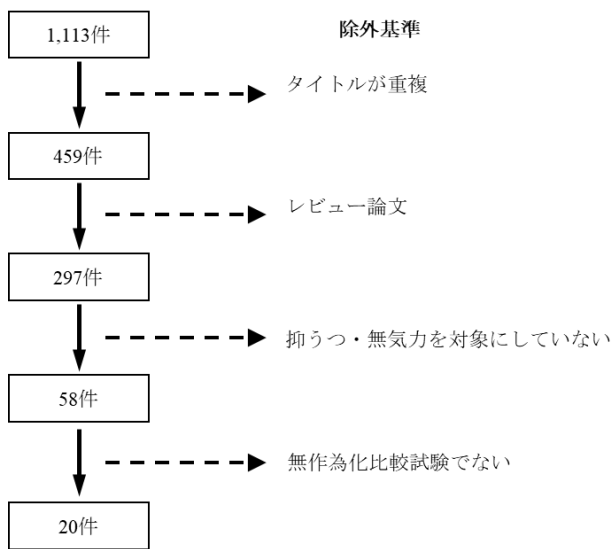 1,113件
除外基準
タイトルが重複
459件
レビュー論文
297件
抑うつ・無気力を対象にしていない
58件
無作為化比較試験でない
20件